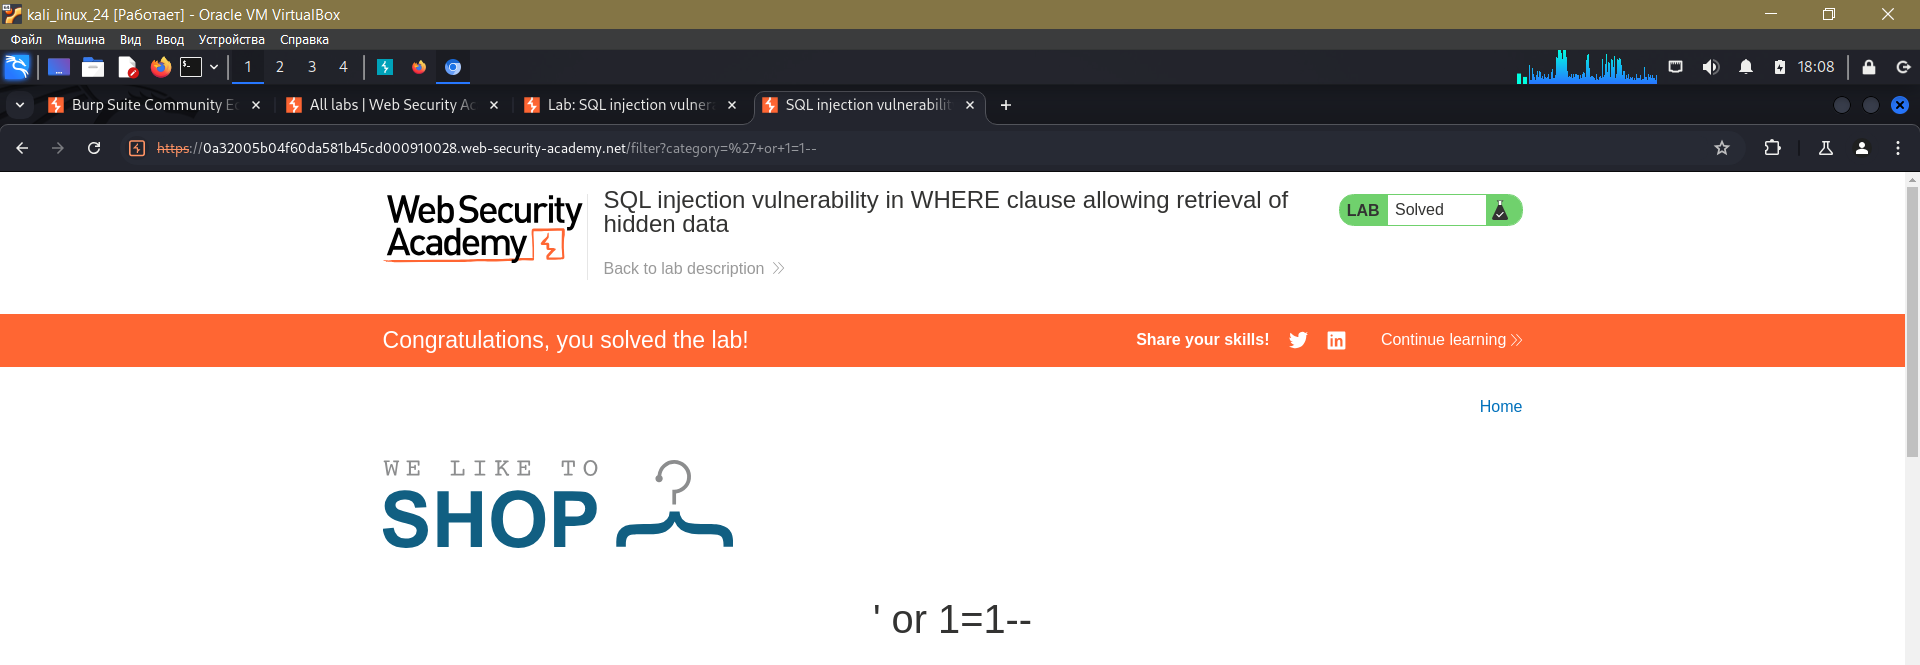 kali_linux_24 [Работает] - Oracle VM VirtualBox
Файл Машина Вид Ввод Устройства Справка
1 2 3 4 18:08
Burp Suite Community Ed All labs | Web Security Ac Lab: SQL injection vulnera SQL injection vulnerabilit
https://0a32005b04f60da581b45cd000910028.web-security-academy.net/filter?category=%27+or+1=1--
Web Security
Academy
SQL injection vulnerability in WHERE clause allowing retrieval of
hidden data
LAB Solved
Back to lab description
Congratulations, you solved the lab! Share your skills! Continue learning
Home
WE LIKE TO
SHOP
' or 1=1--